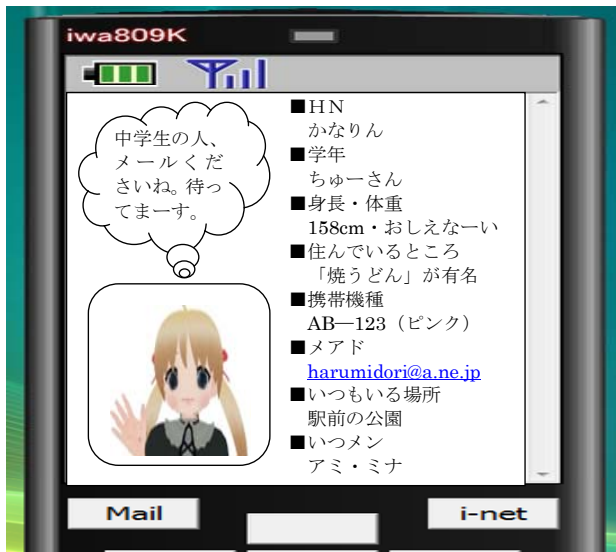 iwa809K
中学生の人、
メールくだ
さいね。待っ
てまーす。
■ＨＮ
かなりん
■学年
ちゅーさん
■身長・体重
158cm・おしえなーい
■住んでいるところ
「焼うどん」が有名
■携帯機種
AB―123（ピンク）
■メアド
harumidori@a.ne.jp
■いつもいる場所
駅前の公園
■いつメン
アミ・ミナ
Mail
i-net